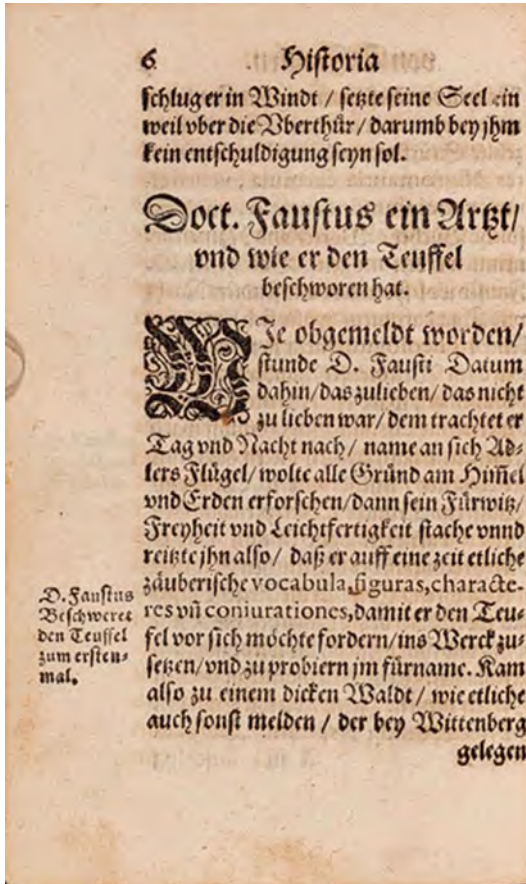 6 Historia
schlug er in Windt / setzte seine Seel ein
weil vber die Vberthür / darumb bey jhm
kein entschuldigung seyn sol.
Doct. Faustus ein Artzt /
vnd wie er den Teuffel
beschworen hat.
WJe obgemeldt worden /
stunde D. Fausti Datum
dahin / das zulieben / das nicht
zu lieben war / dem trachtet er
Tag vnd Nacht nach / name an sich Ad⸗
lers Flügel / wolte alle Gründ am Him̃el
vnd Erden erforschen / dann sein Fürwitz /
Freyheit vnd Leichtfertigkeit stache vnnd
reitzte jhn also / daß er auff eine zeit etliche
zäuberische vocabula, figuras, characte-
res vñ coniurationes, damit er den Teu⸗
fel vor sich möchte fordern / ins Werck zu⸗
setzen / vnd zu probiern jm fürname. Kam
also zu einem dicken Waldt / wie etliche
auch sonst melden / der bey Wittenberg
gelegen
D. Faustus
Beschweret
den Teuffel
zum ersten⸗
mal.